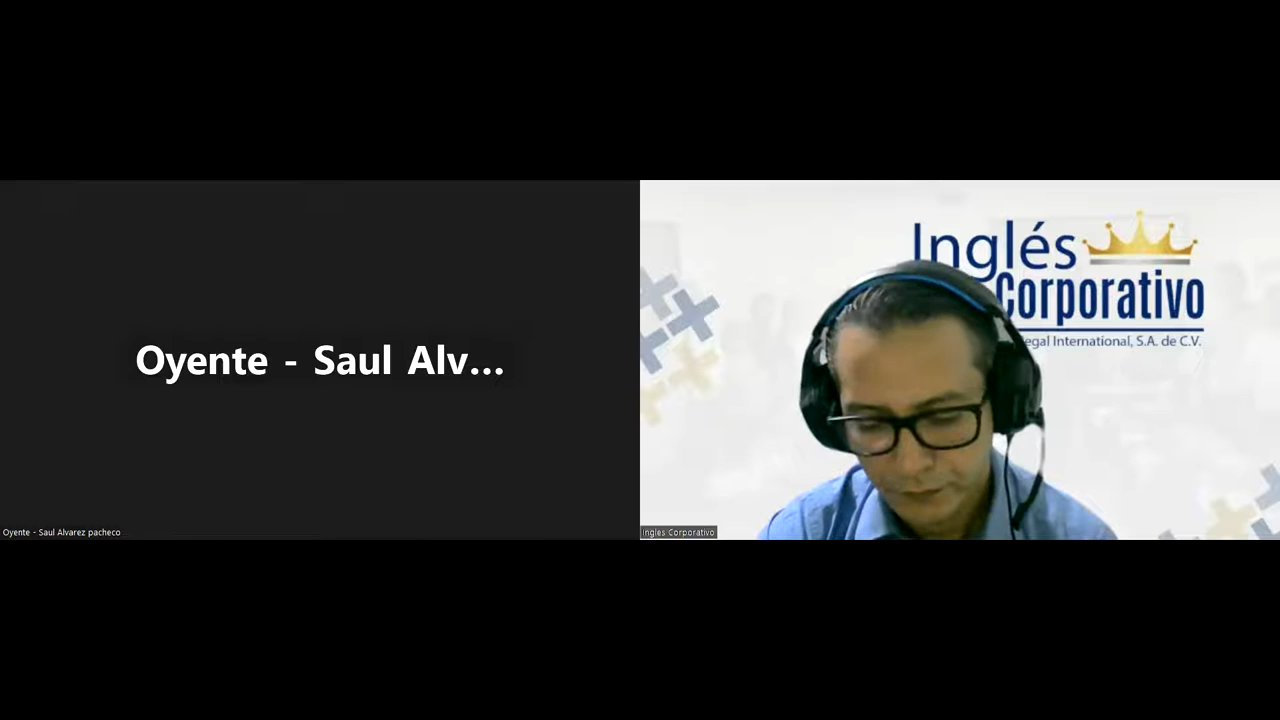 Oyente - Saul Alv...
Oyente - Saul Alvarez pacheco
Inglés
Corporativo
egal International, S.A. de C.V.
Ingles Corporativo